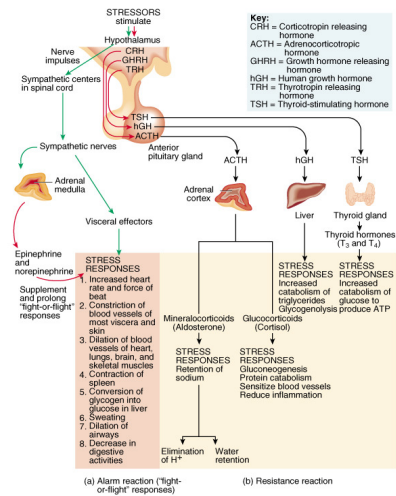 STRESSORS
stimulate
Hypothalamus
CRH
GHRH
TRH
Nerve
impulses
Sympathetic centers
in spinal cord
Sympathetic nerves
Adrenal
medulla
Visceral effectors
Epinephrine
and
norepinephrine
Supplement
and prolong
"fight-or-flight"
responses
TSH
hGH
Anterior
pituitary gland
Key:
CRH = Corticotropin releasing
hormone
ACTH = Adrenocorticotropic
hormone
GHRH = Growth hormone releasing
hormone
hGH = Human growth hormone
TRH = Thyrotropin releasing
hormone
TSH = Thyroid-stimulating hormone
ACTH
hGH
TSH
Adrenal
cortex
Liver
Thyroid gland
Thyroid hormones
(T3 and T4)
STRESS
RESPONSES
1. Increased heart
rate and force of
beat
2. Constriction of
blood vessels of
most viscera and
skin
3. Dilation of blood
vessels of heart,
lungs, brain, and
skeletal muscles
4. Contraction of
spleen
5. Conversion of
glycogen into
glucose in liver
6. Sweating
7. Dilation of
airways
8. Decrease in
digestive
activities
Mineralocorticoids
(Aldosterone)
STRESS
RESPONSES
Retention of
sodium
Elimination
of H+
Water
retention
Glucocorticoids
(Cortisol)
STRESS
RESPONSES
Gluconeogenesis
Protein catabolism
Sensitize blood vessels
Reduce inflammation
STRESS
RESPONSES
Increased
catabolism of
triglycerides
Glycogenolysis
STRESS
RESPONSES
Increased
catabolism of
glucose to
produce ATP
(a) Alarm reaction ("fight-
or-flight" responses)
(b) Resistance reaction